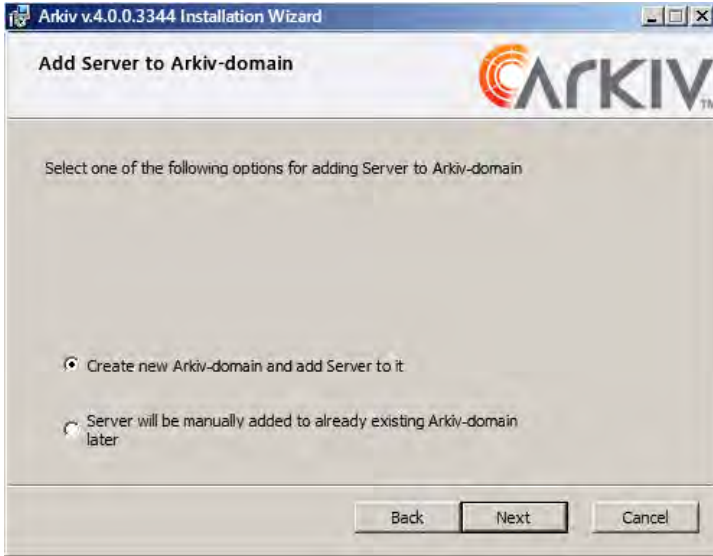 Arkiv v.4.0.0.3344 Installation Wizard
Add Server to Arkiv-domain
ARKIV
TM
Select one of the following options for adding Server to Arkiv-domain
Create new Arkiv-domain and add Server to it
Server will be manually added to already existing Arkiv-domain
later
Back Next Cancel